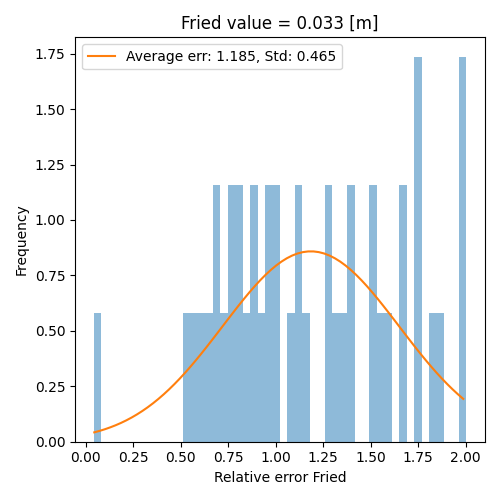 Fried value = 0.033 [m]
Average err: 1.185, Std: 0.465
Frequency
1.75
1.50
1.25
1.00
0.75
0.50
0.25
0.00
0.00 0.25 0.50 0.75 1.00 1.25 1.50 1.75 2.00
Relative error Fried